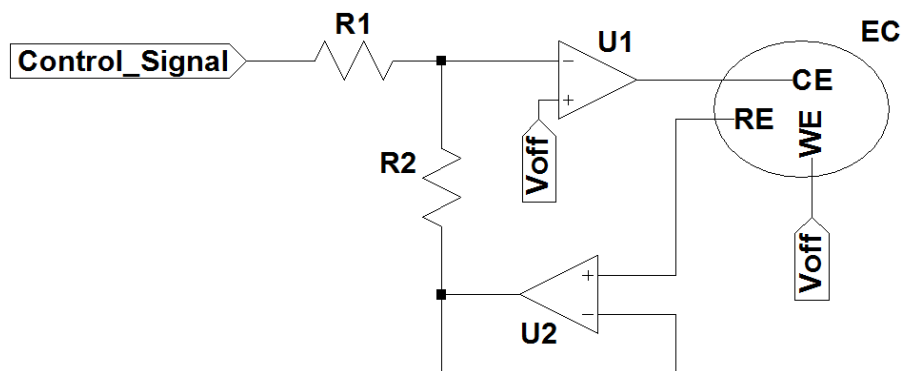 R1
Control_Signal
U1
EC
CE
RE
WE
Voff
R2
Voff
U2